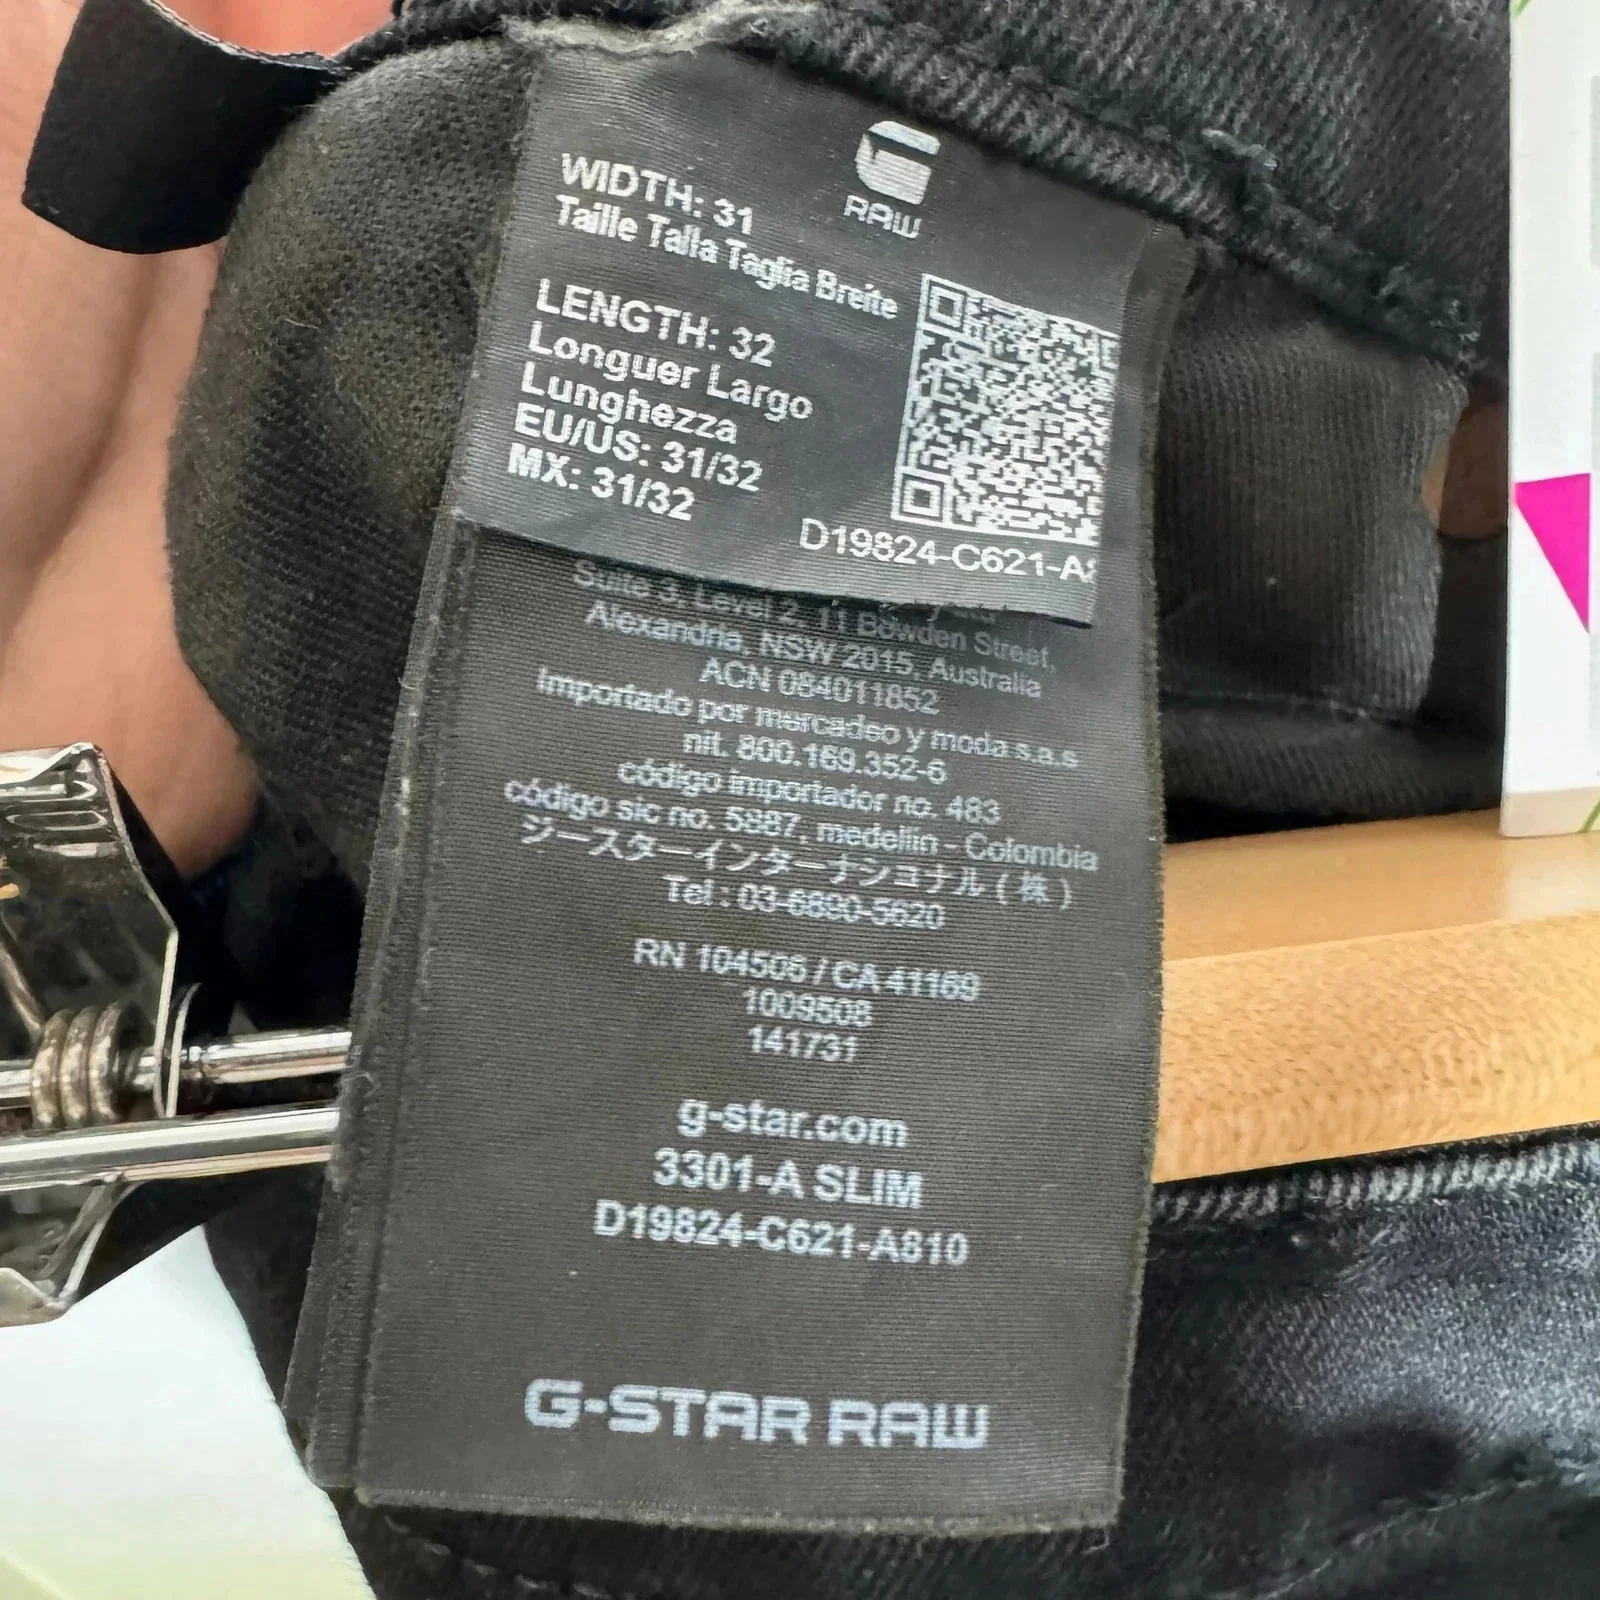 RAW
WIDTH: 31
Taille Talla Taglia Breite
LENGTH: 32
Longuer Largo
Lunghezza
EU/US: 31/32
MX: 31/32
D19824-C621-A
Suite 3, Level 2, 11 Bowden Street,
Alexandria, NSW 2015, Australia
ACN 084011852
Importado por mercadeo y moda s.a.s
nit. 800.169.352-6
código importador no. 483
código sic no. 5887, medellin - Colombia
ジースターインターナショナル(株)
Tel : 03-6890-5620
RN 104506 / CA 41169
1009508
141731
g-star.com
3301-A SLIM
D19824-C621-A810
G-STAR RAW